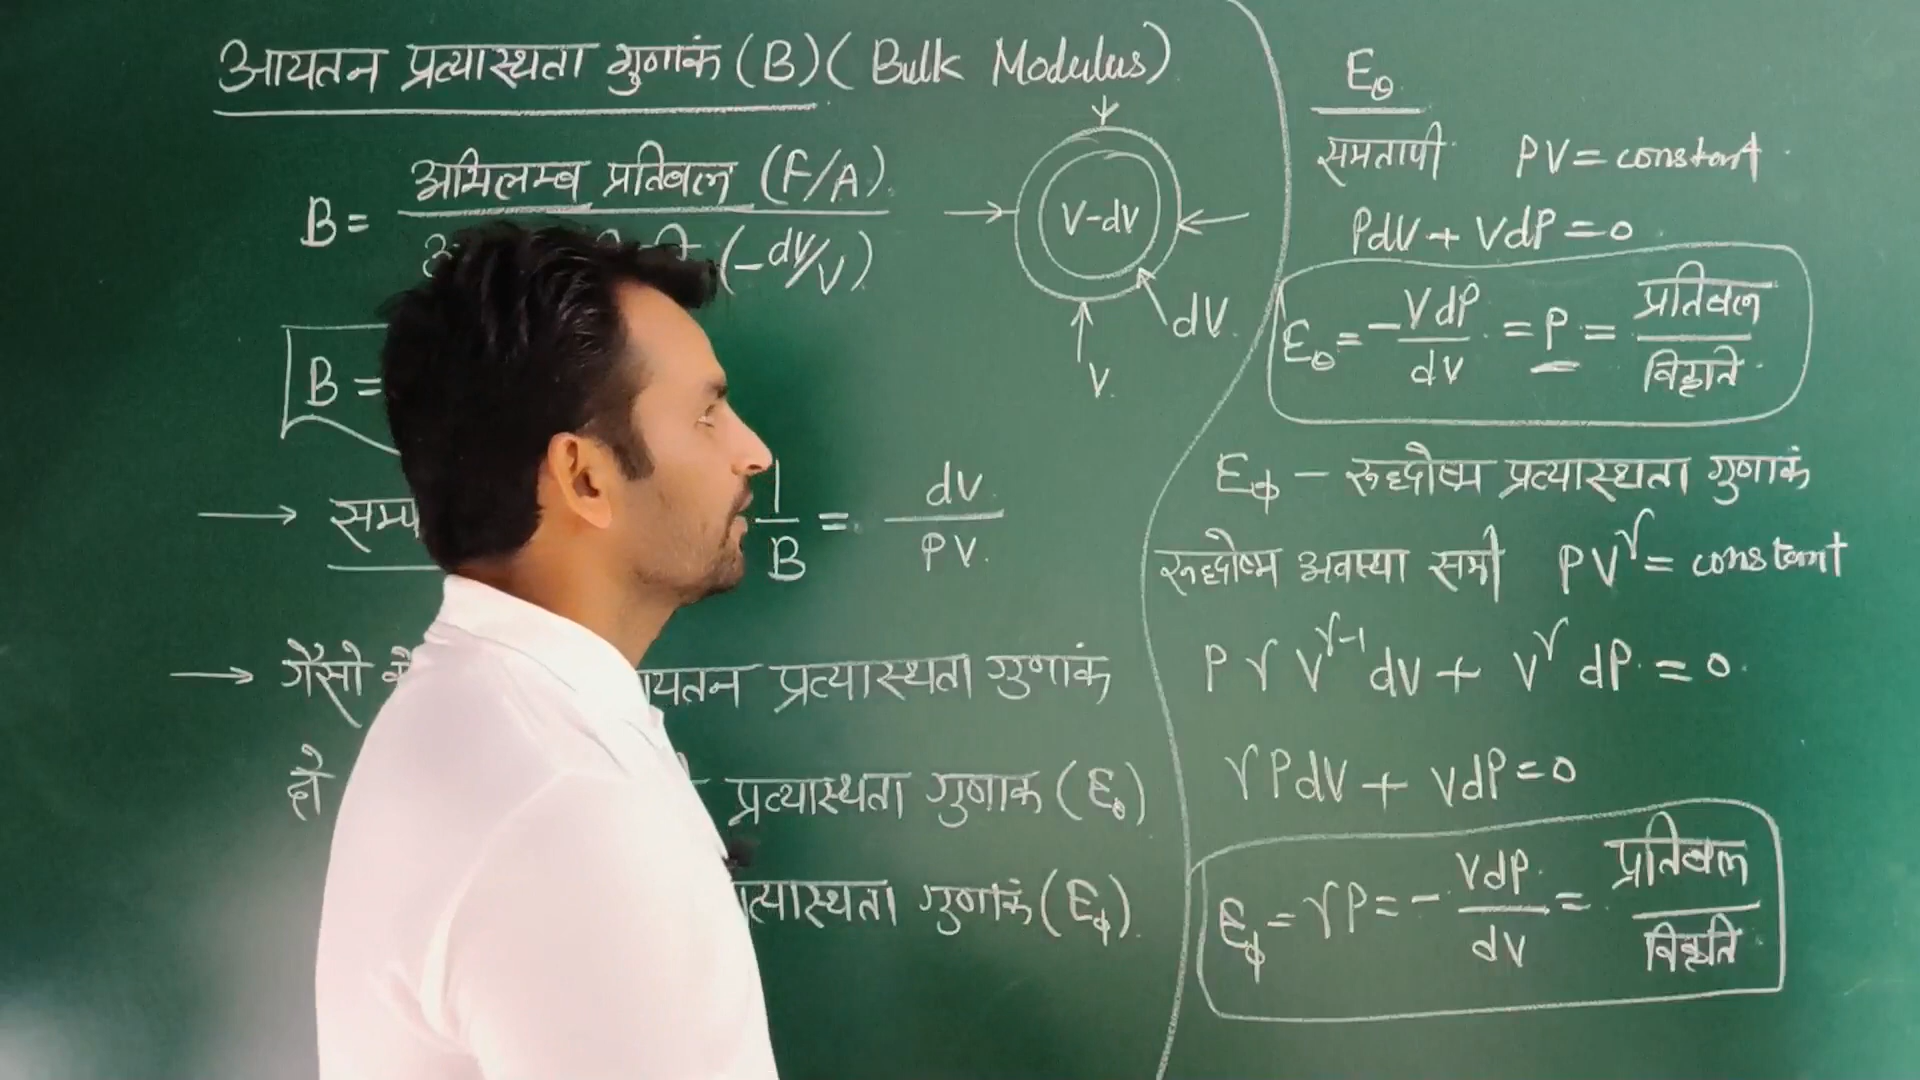 आयतन प्रत्यास्थता गुणांक (B) (Bulk Modulus)
B = अभिलम्ब प्रतिबल (F/A)
(-dV/V)
V-dV
dV.
V.
B =
→ 1/B = dV. / PV.
→ गैसो आयतन प्रत्यास्थता गुणांक
दो प्रत्यास्थता गुणाक (Eθ)
गुणांक (Eϕ).
Eθ
समतापी PV = constant
PdV + VdP = 0
Eθ = -VdP/dV = P = प्रतिबल/विकृति
Eϕ - रूद्धोष्म प्रत्यास्थता गुणांक
रूद्धोष्म अवस्था PV^γ = constant
P γ V^γ-1 dV + V^γ dP = 0
γPdV + VdP = 0
Eϕ = γP = -VdP/dV = प्रतिबल/विकृति